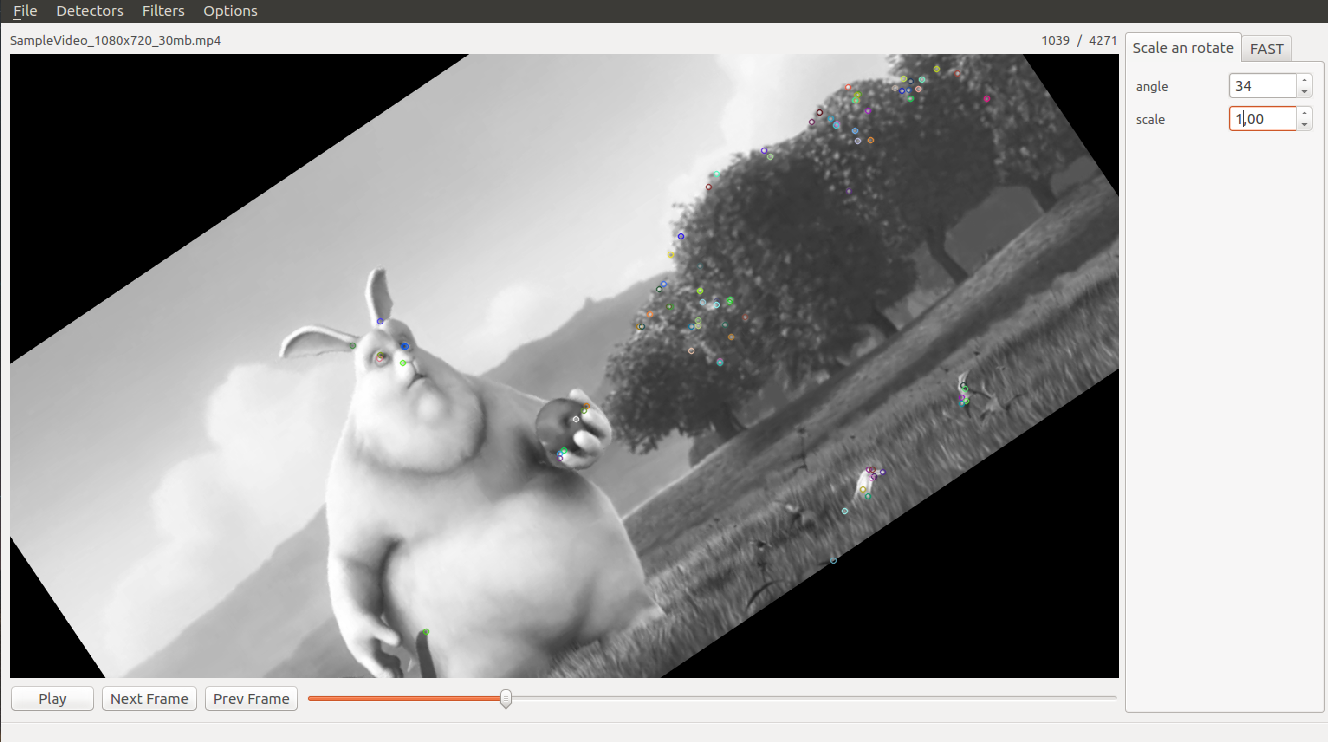 File Detectors Filters Options
SampleVideo_1080x720_30mb.mp4 1039 / 4271
Scale an rotate FAST
angle 34
scale 1,00
Play Next Frame Prev Frame